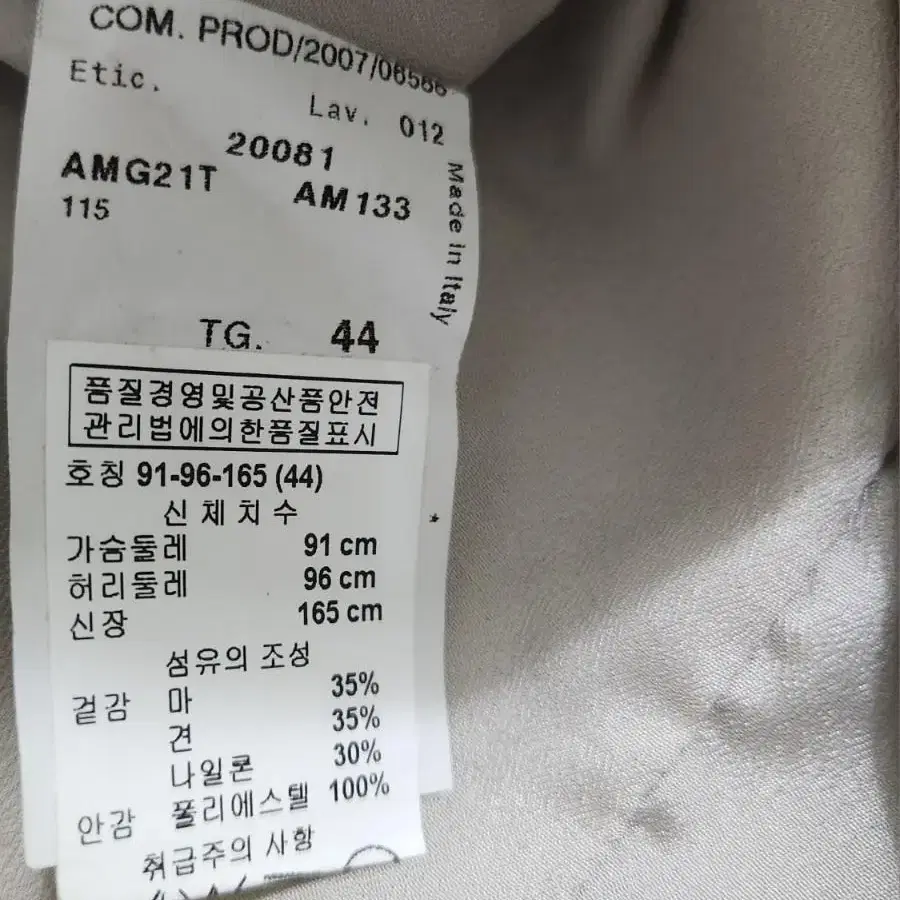 COM. PROD/2007/06566
Etic.
Lav. 012
20081
AMG21T AM133
115
Made in Italy
TG. 44
품질경영및공산품안전
관리법에의한품질표시
호칭 91-96-165 (44)
신체치수
가슴둘레 91 cm
허리둘레 96 cm
신장 165 cm
섬유의 조성
겉감 마 35%
견 35%
나일론 30%
안감 폴리에스텔 100%
취급주의 사항